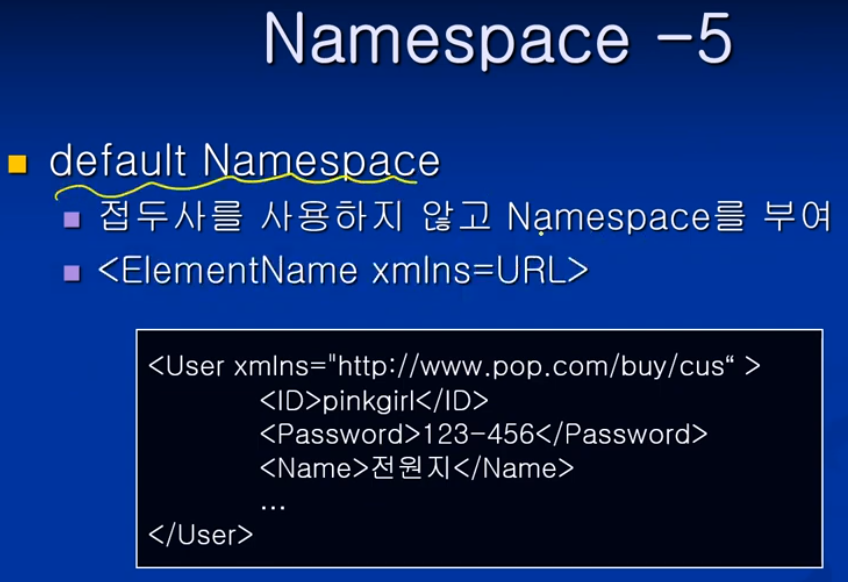 Namespace -5
default Namespace
접두사를 사용하지 않고 Namespace를 부여
<ElementName xmlns=URL>
<User xmlns="http://www.pop.com/buy/cus“ >
<ID>pinkgirl</ID>
<Password>123-456</Password>
<Name>전원지</Name>
...
</User>